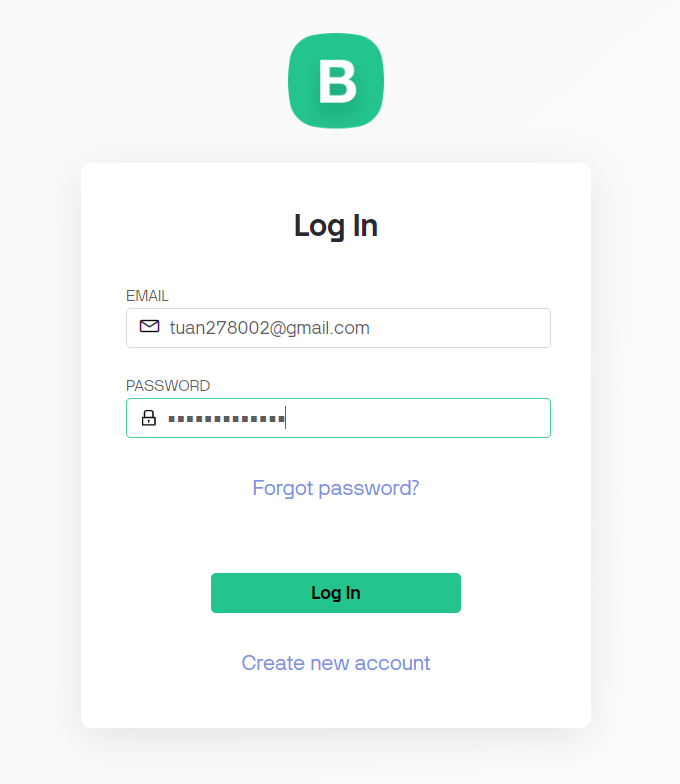 B
Log In
EMAIL
tuan278002@gmail.com
PASSWORD
Forgot password?
Log In
Create new account